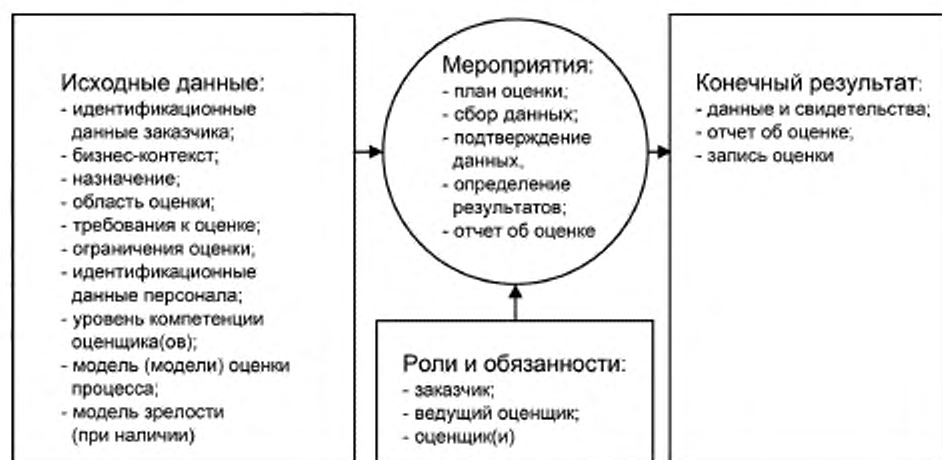 Исходные данные:
- идентификационные
данные заказчика;
- бизнес-контекст;
- назначение;
- область оценки;
- требования к оценке;
- ограничения оценки;
- идентификационные
данные персонала;
- уровень компетенции
оценщика(ов);
- модель (модели) оценки
процесса;
- модель зрелости
(при наличии)
Мероприятия:
- план оценки;
- сбор данных;
- подтверждение
данных,
- определение
результатов;
- отчет об оценке
Роли и обязанности:
- заказчик;
- ведущий оценщик;
- оценщик(и)
Конечный результат:
- данные и свидетельства;
- отчет об оценке;
- запись оценки